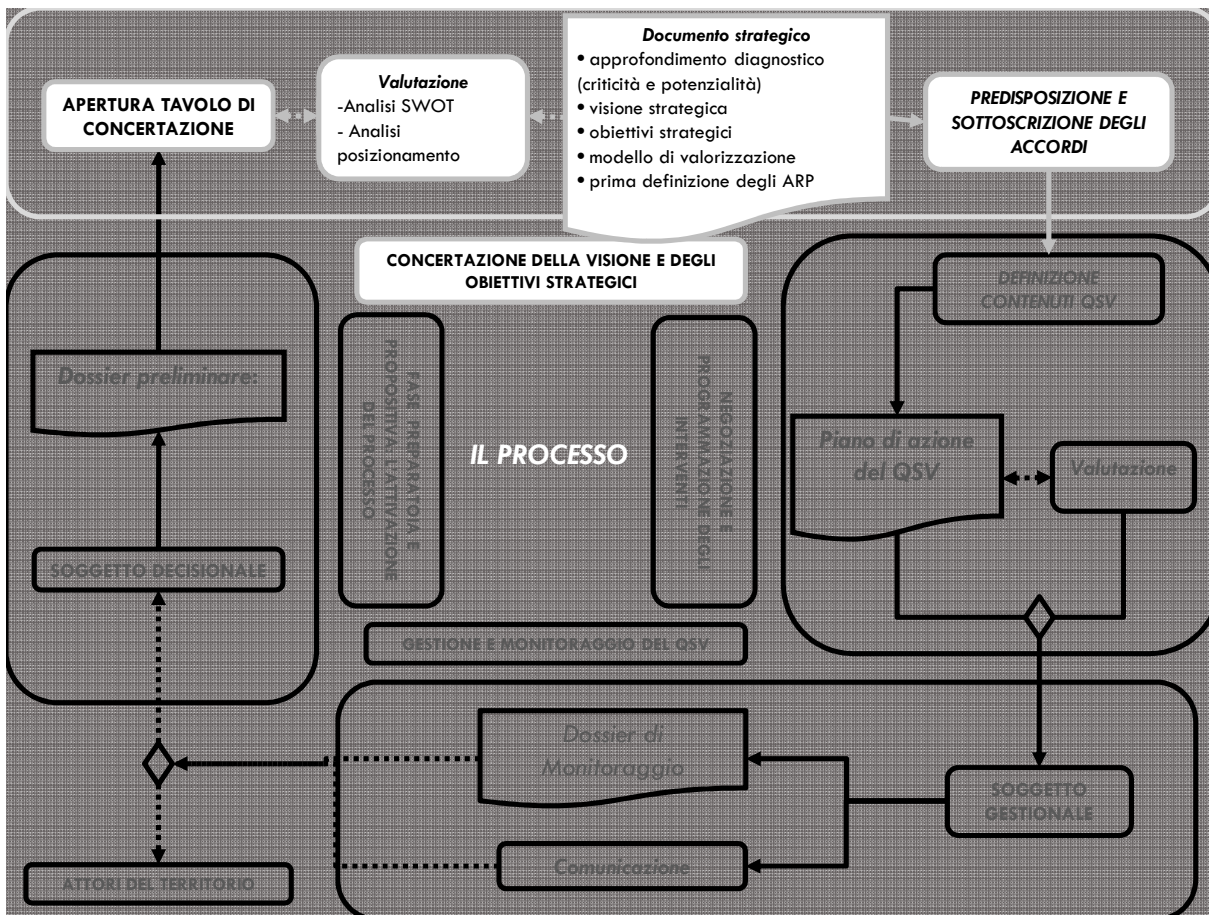 Documento strategico
• approfondimento diagnostico
(criticità e potenzialità)
• visione strategica
• obiettivi strategici
• modello di valorizzazione
• prima definizione degli ARP
Valutazione
-Analisi SWOT
- Analisi
posizionamento
APERTURA TAVOLO DI
CONCERTAZIONE
PREDISPOSIZIONE E
SOTTOSCRIZIONE DEGLI
ACCORDI
CONCERTAZIONE DELLA VISIONE E DEGLI
OBIETTIVI STRATEGICI
DEFINIZIONE
CONTENUTI QSV
Dossier preliminare:
FASE PREPARATOIA E
PROPOSITIVA: L'ATTIVAZIONE
DEL PROCESSO
IL PROCESSO
NEGOZIAZIONE E
PROGRAMMAZIONE DEGLI
INTERVENTI
Piano di azione
del QSV
Valutazione
SOGGETTO DECISIONALE
GESTIONE E MONITORAGGIO DEL QSV
Dossier di
Monitoraggio
SOGGETTO
GESTIONALE
Comunicazione
ATTORI DEL TERRITORIO